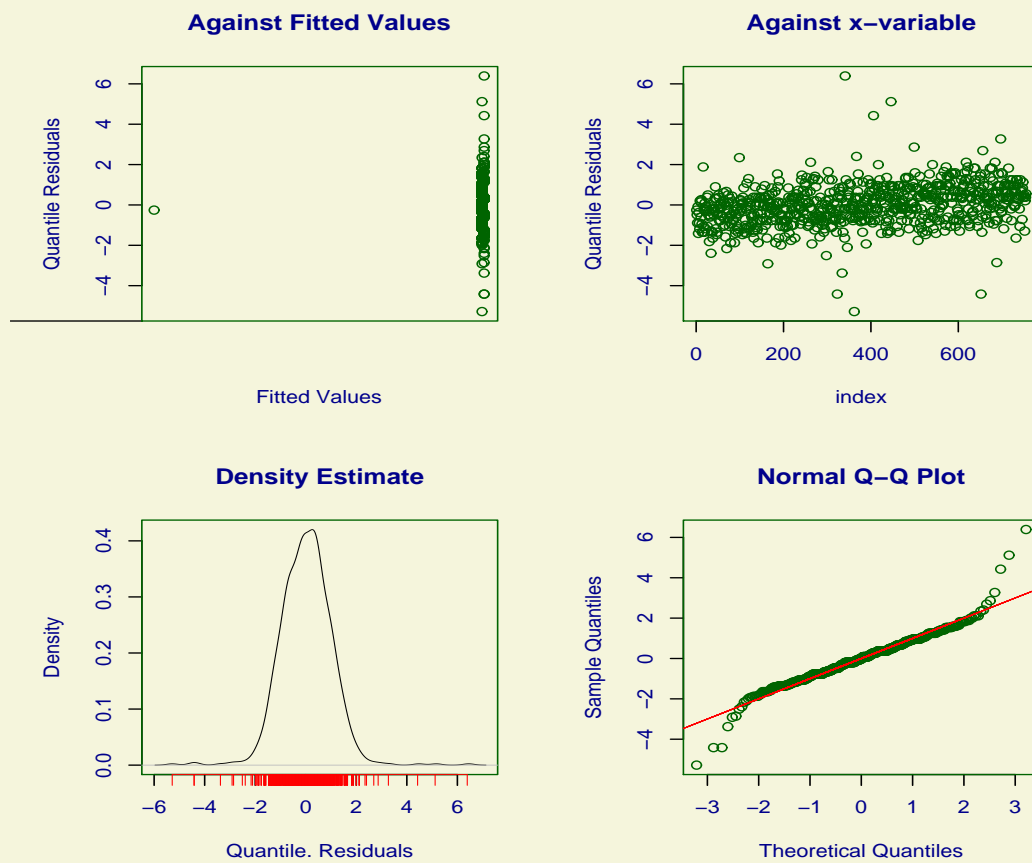 Against Fitted Values
Quantile Residuals
6
4
2
0
−2
−4
Fitted Values
Against x−variable
Quantile Residuals
6
4
2
0
−2
−4
0 200 400 600
index
Density Estimate
Density
0.4
0.3
0.2
0.1
0.0
−6 −4 −2 0 2 4 6
Quantile. Residuals
Normal Q−Q Plot
Sample Quantiles
6
4
2
0
−2
−4
−3 −2 −1 0 1 2 3
Theoretical Quantiles